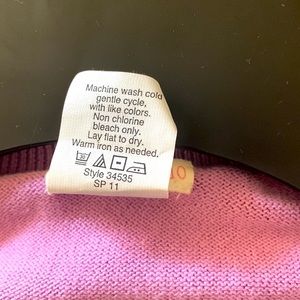 Machine wash cold
gentle cycle,
with like colors.
Non chlorine
bleach only.
Lay flat to dry.
Warm iron as needed.
Style 34535
SP 11